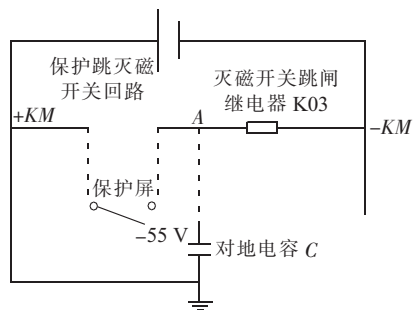 保护跳灭磁
开关回路
灭磁开关跳闸
继电器 K03
+KM
A
−KM
保护屏
−55 V
对地电容 C